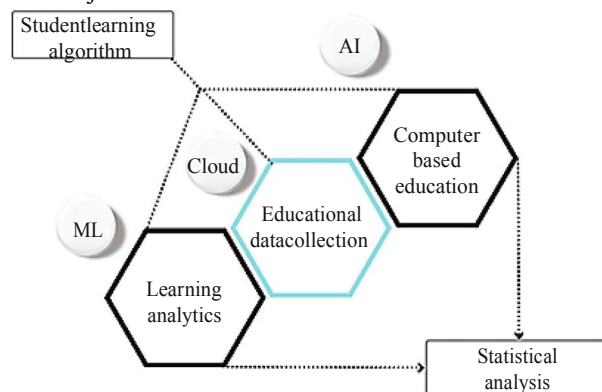 Studentlearning
algorithm
AI
Computer
based
education
Cloud
Educational
datacollection
ML
Learning
analytics
Statistical
analysis